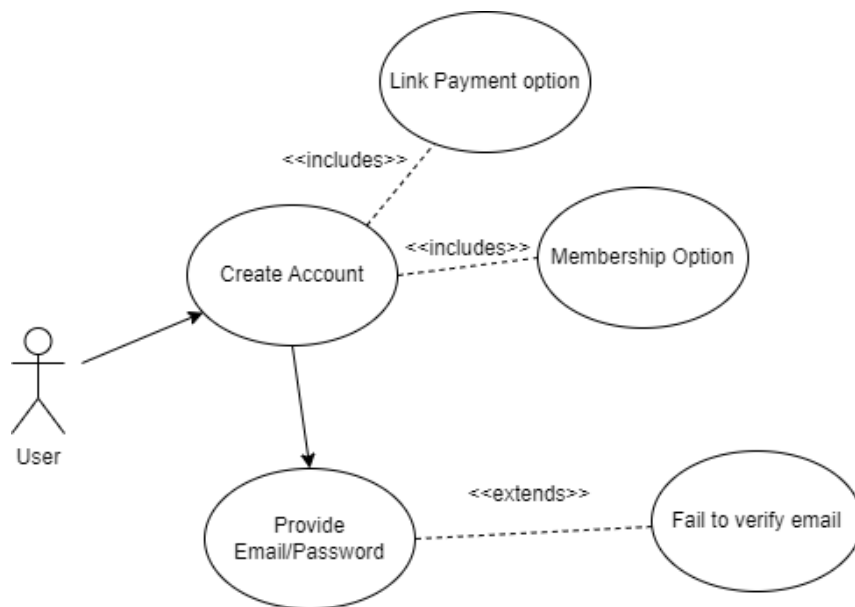 Link Payment option
<<includes>>
<<includes>>
Membership Option
Create Account
User
<<extends>>
Provide
Email/Password
Fail to verify email